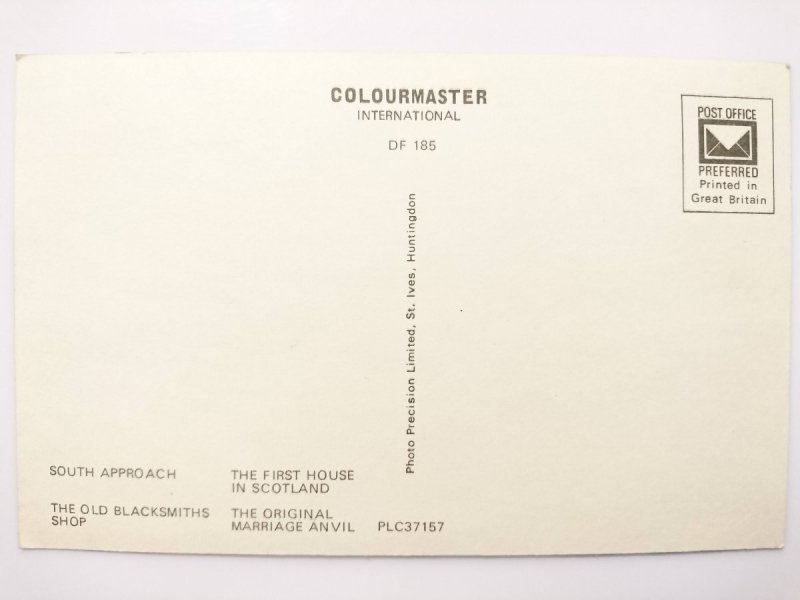 COLOURMASTER
INTERNATIONAL
DF 185
POST OFFICE
PREFERRED
Printed in
Great Britain
Photo Precision Limited, St. Ives, Huntingdon
SOUTH APPROACH
THE FIRST HOUSE
IN SCOTLAND
THE OLD BLACKSMITHS
SHOP
THE ORIGINAL
MARRIAGE ANVIL
PLC37157